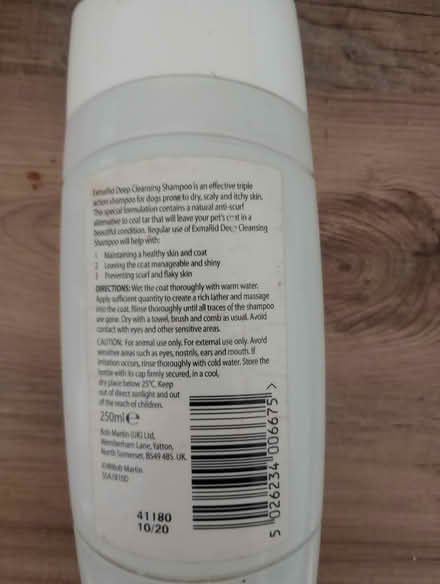 ExmaRid Deep Cleansing Shampoo is an effective triple
action shampoo for dogs prone to dry, scaly and itchy skin.
The special formulation contains a natural anti-scurf
alternative to coal tar that will leave your pet's coat in a
beautiful condition. Regular use of ExmaRid Deep Cleansing
Shampoo will help with:
1 Maintaining a healthy skin and coat
2 Leaving the coat manageable and shiny
3 Preventing scurf and flaky skin
DIRECTIONS: Wet the coat thoroughly with warm water.
Apply sufficient quantity to create a rich lather and massage
into the coat. Rinse thoroughly until all traces of the shampoo
are gone. Dry with a towel, brush and comb as usual. Avoid
contact with eyes and other sensitive areas.
CAUTION: For animal use only. For external use only. Avoid
sensitive areas such as eyes, nostrils, ears and mouth. If
irritation occurs, rinse thoroughly with cold water. Store the
bottle with its cap firmly secured, in a cool,
dry place below 25°C. Keep
out of direct sunlight and out
of the reach of children.
250ml e
Bob Martin (UK) Ltd,
Wemberham Lane, Yatton,
North Somerset, BS49 4BS. UK.
Bob Martin
41180
10/20
5 026234 006675 >